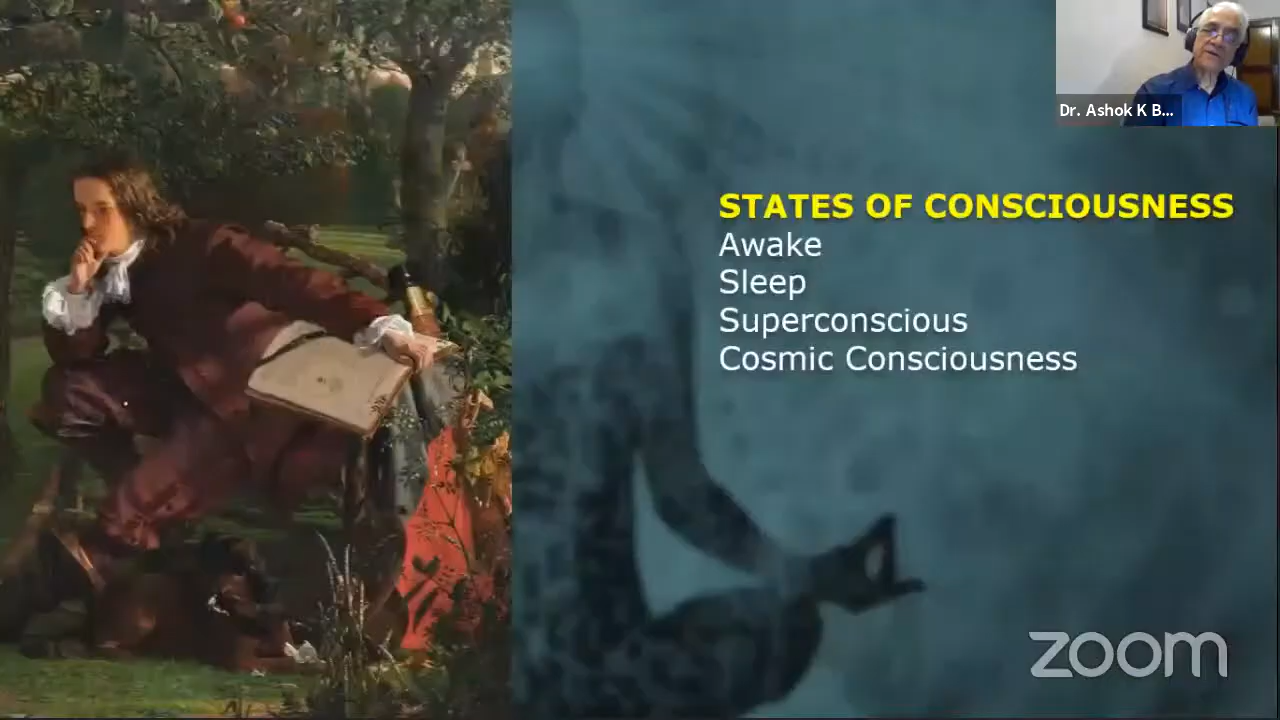 Dr. Ashok K B...
STATES OF CONSCIOUSNESS
Awake
Sleep
Superconscious
Cosmic Consciousness
zoom